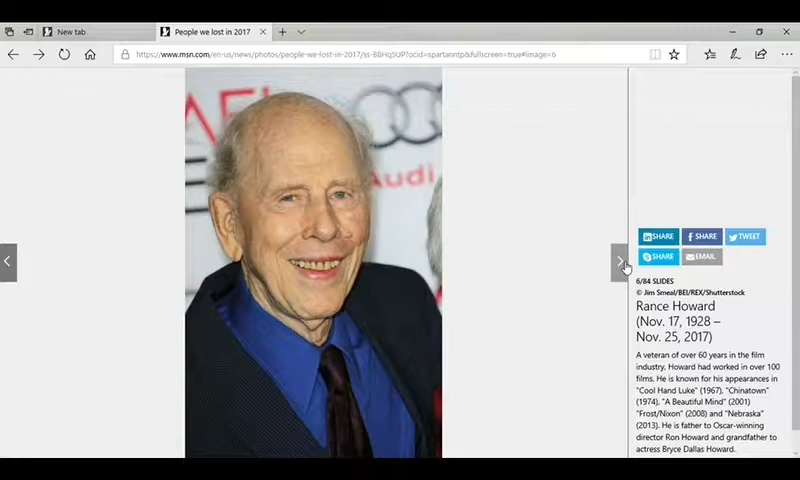 New tab
People we lost in 2017
https://www.msn.com/en-us/news/photos/people-we-lost-in-2017/ss-BBHq5UP?ocid=spartanntp&fullscreen=true#image=6
AFI
Audi
in SHARE
f SHARE
TWEET
SHARE
EMAIL
6/84 SLIDES
© Jim Smeal/BEI/REX/Shutterstock
Rance Howard
(Nov. 17, 1928 –
Nov. 25, 2017)
A veteran of over 60 years in the film
industry. Howard had worked in over 100
films. He is known for his appearances in
"Cool Hand Luke" (1967), "Chinatown"
(1974), "A Beautiful Mind" (2001)
"Frost/Nixon" (2008) and "Nebraska"
(2013). He is father to Oscar-winning
director Ron Howard and grandfather to
actress Bryce Dallas Howard.